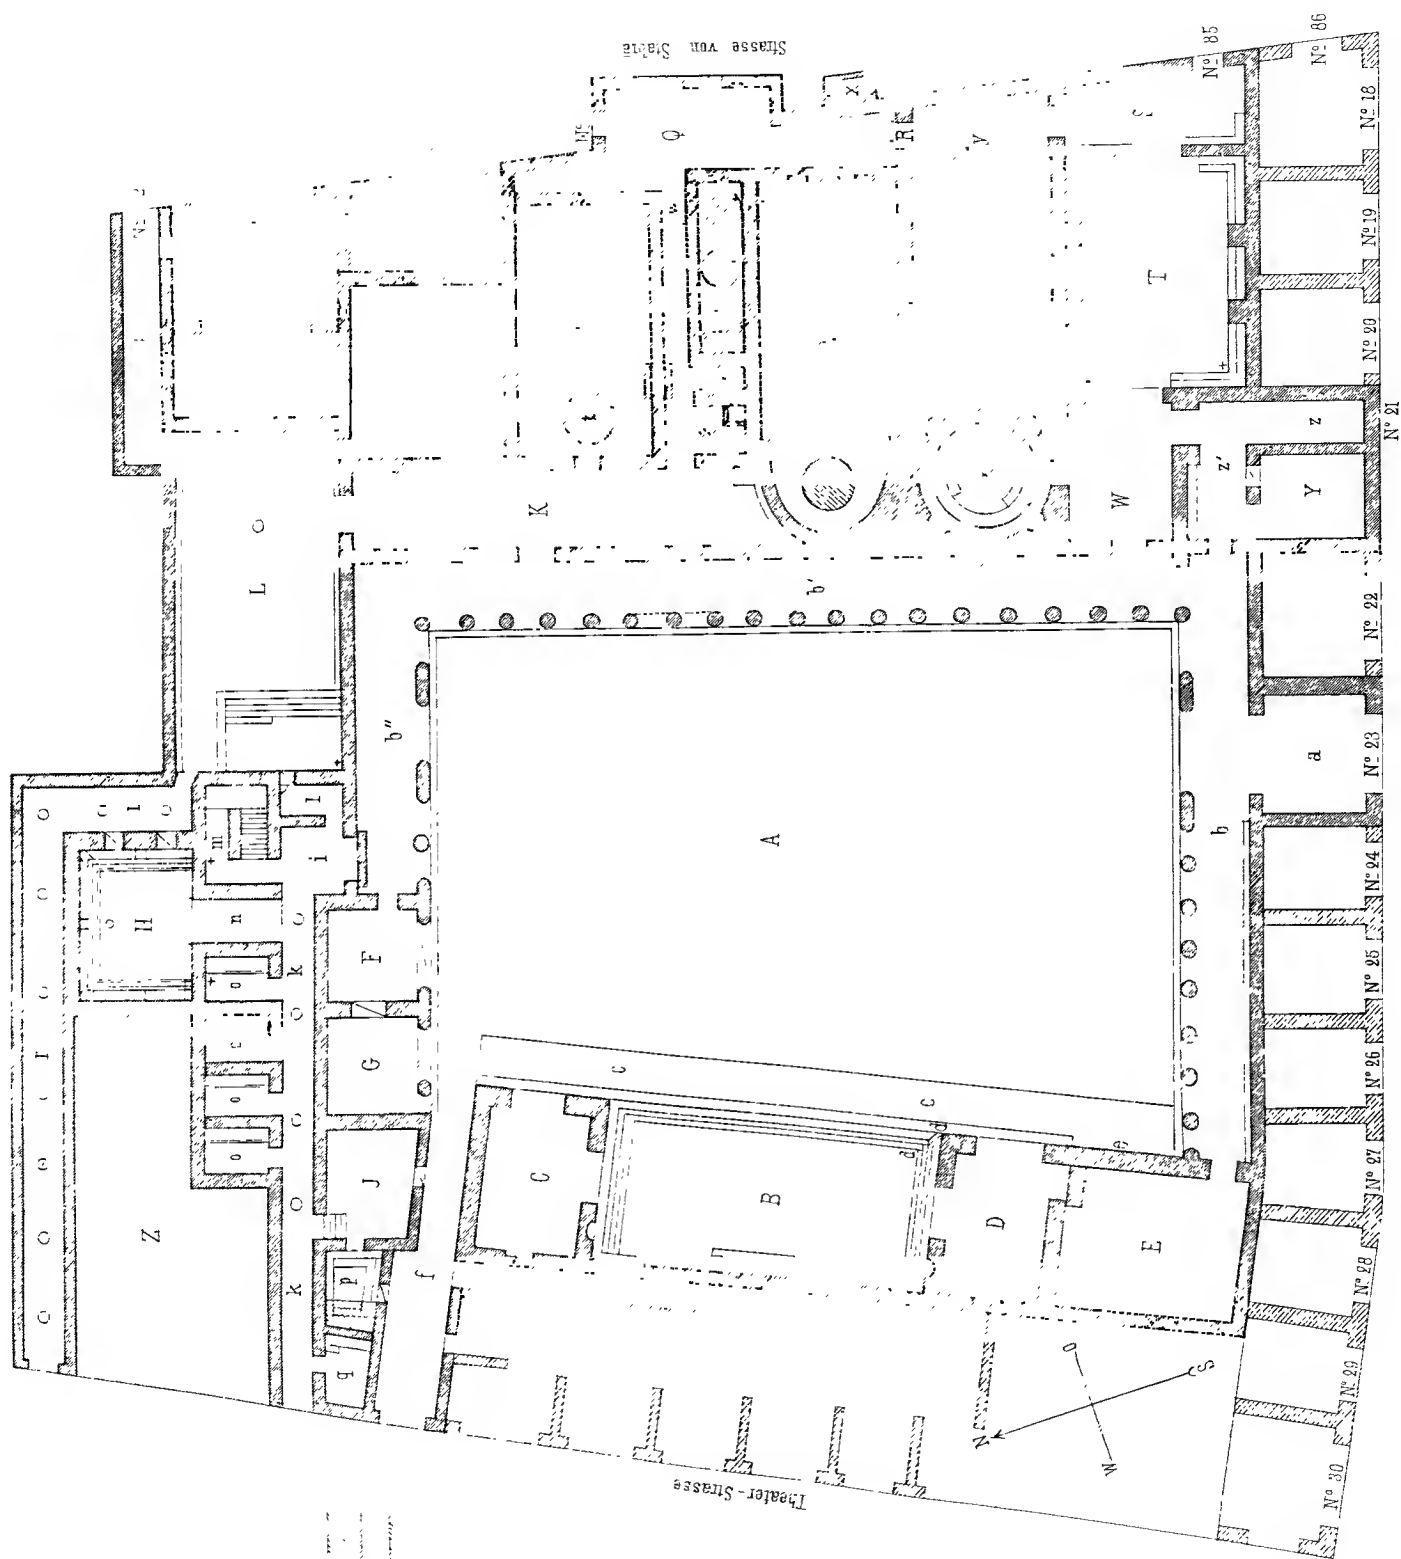 Strasse von Stabiä
Nº 85
Nº 86
Nº 18
Nº 19
Nº 20
Nº 21
Nº 22
Nº 23
Nº 24
Nº 25
Nº 26
Nº 27
Nº 28
Nº 29
Nº 30
Q
R
X
y
T
t
K
L
W
z
z'
Y
b'
b''
b
a
A
m
l
l
i
n
H
k
F
o
o
o
G
I
c
c
C
d
d
e
J
B
D
E
Z
k
p
q
f
N
O
S
W
Theater-Strasse